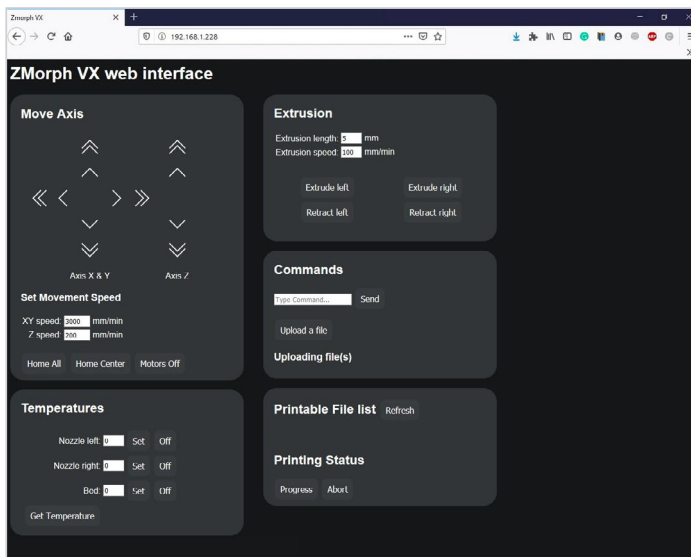 Zmorph VX
192.168.1.228
ZMorph VX web interface
Move Axis
Axis X & Y
Axis Z
Set Movement Speed
XY speed: 3000 mm/min
Z speed: 200 mm/min
Home All Home Center Motors Off
Temperatures
Nozzle left: 0 Set Off
Nozzle right: 0 Set Off
Bed: 0 Set Off
Get Temperature
Extrusion
Extrusion length: 5 mm
Extrusion speed: 100 mm/min
Extrude left Extrude right
Retract left Retract right
Commands
Type Command... Send
Upload a file
Uploading file(s)
Printable File list Refresh
Printing Status
Progress Abort